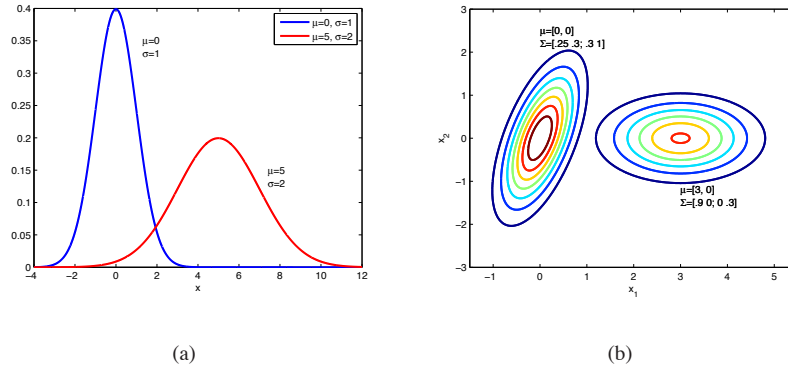 0.4
0.35
0.3
0.25
0.2
0.15
0.1
0.05
0
−4
−2
0
2
4
6
8
10
12
x
μ=0
σ=1
μ=5
σ=2
μ=0, σ=1
μ=5, σ=2
(a)
3
2
1
0
−1
−2
−3
−1
0
1
2
3
4
5
x1
x2
μ=[0, 0]
Σ=[.25 .3; .3 1]
μ=[3, 0]
Σ=[.9 0; 0 .3]
(b)